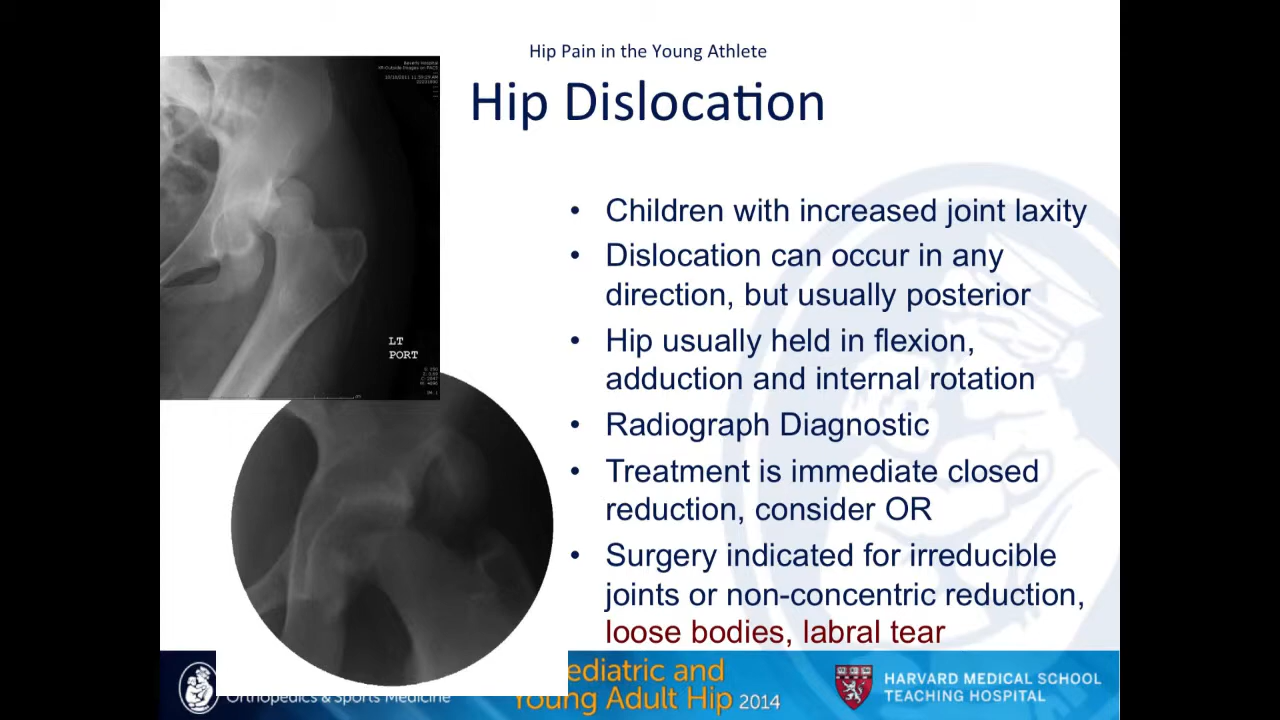 Hip Pain in the Young Athlete
Hip Dislocation
• Children with increased joint laxity
• Dislocation can occur in any
direction, but usually posterior
• Hip usually held in flexion,
adduction and internal rotation
• Radiograph Diagnostic
• Treatment is immediate closed
reduction, consider OR
• Surgery indicated for irreducible
joints or non-concentric reduction,
loose bodies, labral tear
LT
PORT
Orthopedics & Sports Medicine
ediatric and
Young Adult Hip 2014
HARVARD MEDICAL SCHOOL
TEACHING HOSPITAL